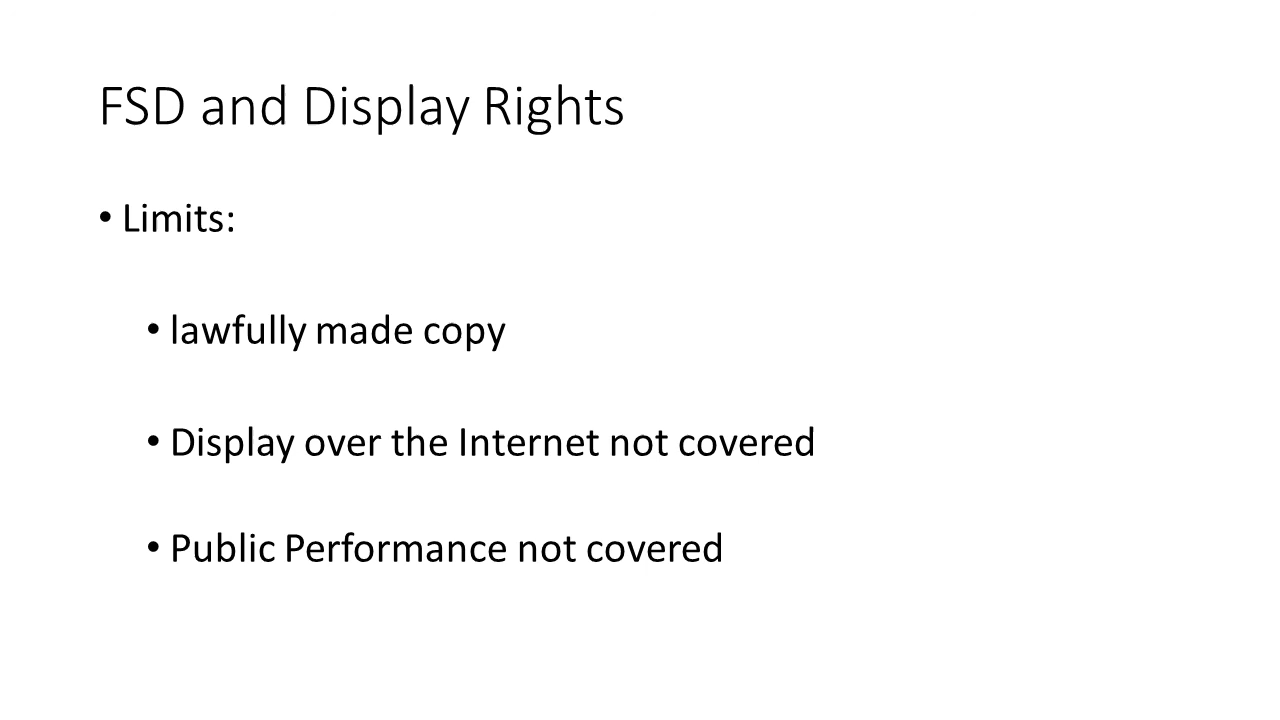 FSD and Display Rights
• Limits:
• lawfully made copy
• Display over the Internet not covered
• Public Performance not covered